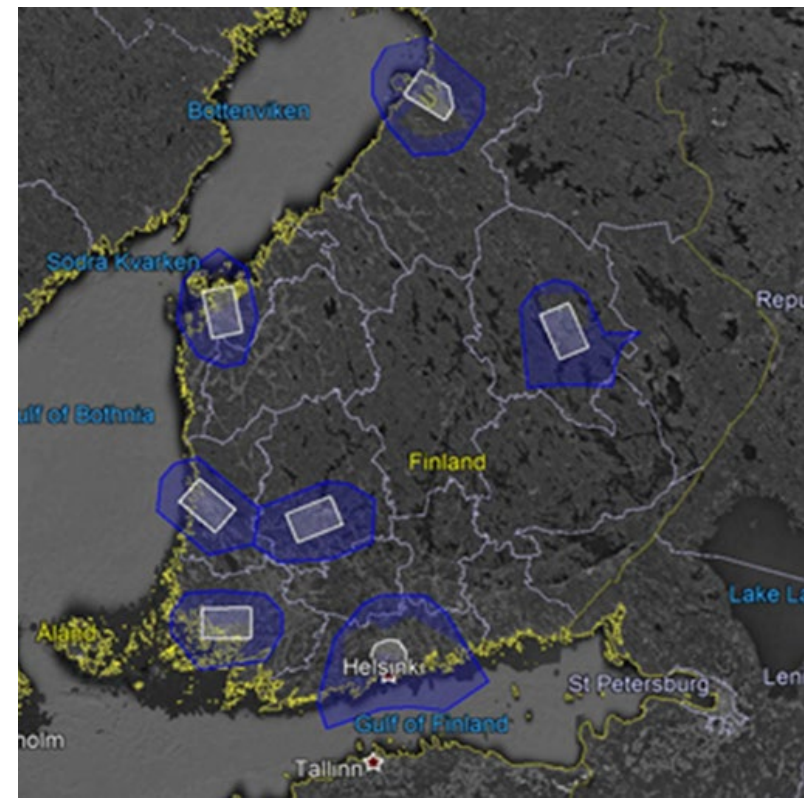 Bottenviken
Södra Kvarken
Repu
ulf of Bothnia
Finland
Lake La
Åland
Helsinki
St Petersburg
Leni
Gulf of Finland
holm
Tallinn